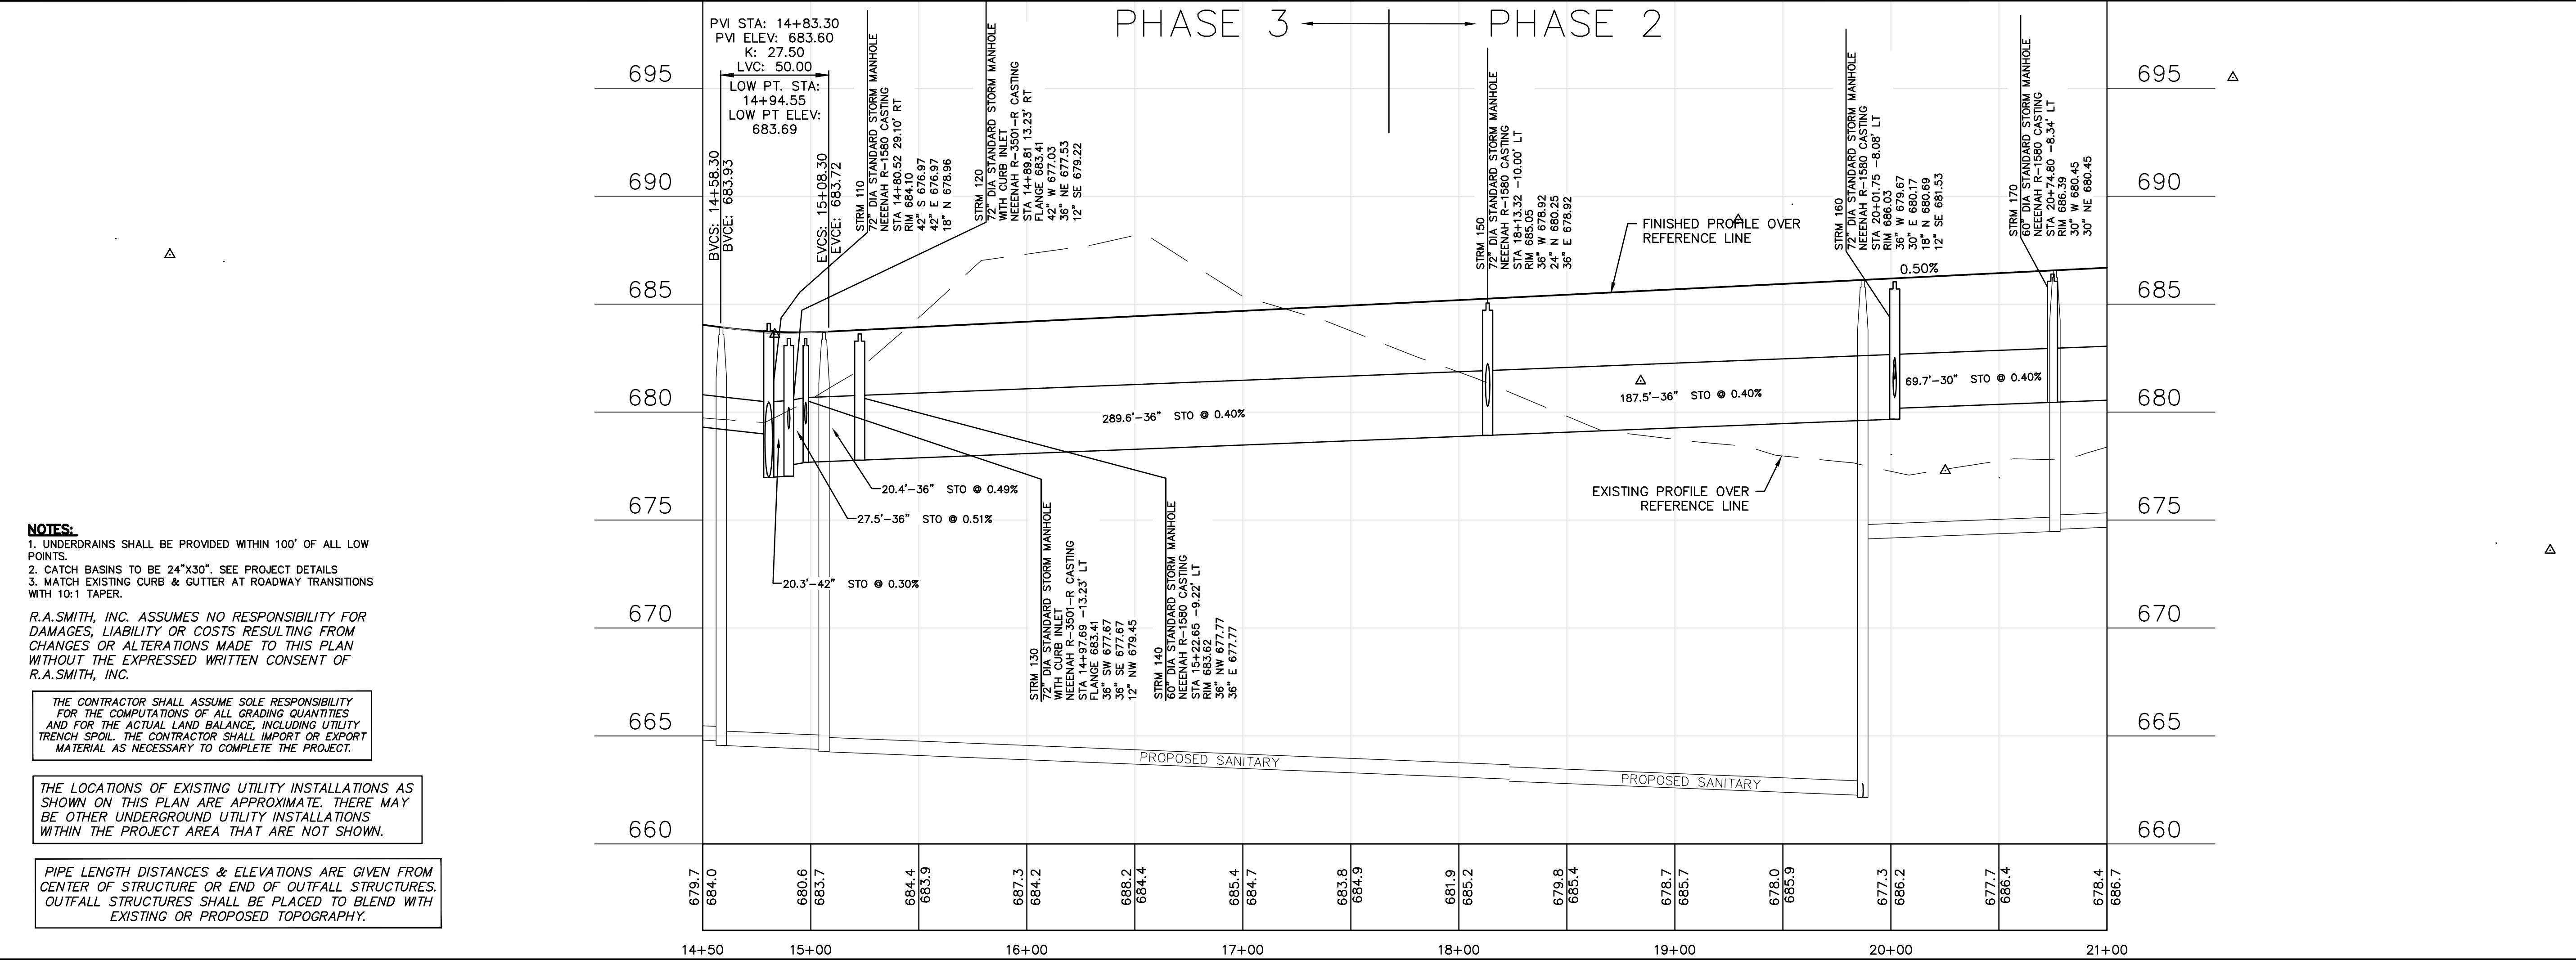 PHASE 3
PHASE 2
PVI STA: 14+83.30
PVI ELEV: 683.60
K: 27.50
LVC: 50.00
LOW PT. STA:
14+94.55
LOW PT ELEV:
683.69
BVCS: 14+58.30
BVCE: 683.93
EVCS: 15+08.30
EVCE: 683.72
STRM 110
72" DIA STANDARD STORM MANHOLE
NEEENAH R-1580 CASTING
STA 14+80.52 29.10' RT
RIM 684.10
42" S 676.97
42" E 676.97
18" N 678.96
STRM 120
72" DIA STANDARD STORM MANHOLE
WITH CURB INLET
NEEENAH R-3501-R CASTING
STA 14+89.81 13.23' RT
FLANGE 683.41
42" W 677.03
36" NE 677.53
12" SE 679.22
STRM 150
72" DIA STANDARD STORM MANHOLE
NEEENAH R-1580 CASTING
STA 18+13.32 -10.00' LT
RIM 685.05
36" W 678.92
24" N 680.25
36" E 678.92
STRM 160
72" DIA STANDARD STORM MANHOLE
NEEENAH R-1580 CASTING
STA 20+01.75 -8.08' LT
RIM 686.03
36" W 679.67
30" E 680.17
18" N 680.69
12" SE 681.53
STRM 170
60" DIA STANDARD STORM MANHOLE
NEEENAH R-1580 CASTING
STA 20+74.80 -8.34' LT
RIM 686.39
30" W 680.45
30" NE 680.45
695
690
685
680
675
670
665
660
695
690
685
680
675
670
665
660
FINISHED PROFILE OVER
REFERENCE LINE
0.50%
289.6'-36" STO @ 0.40%
187.5'-36" STO @ 0.40%
69.7'-30" STO @ 0.40%
20.4'-36" STO @ 0.49%
27.5'-36" STO @ 0.51%
20.3'-42" STO @ 0.30%
EXISTING PROFILE OVER
REFERENCE LINE
STRM 130
72" DIA STANDARD STORM MANHOLE
WITH CURB INLET
NEEENAH R-3501-R CASTING
STA 14+97.69 -13.23' LT
FLANGE 683.41
36" SW 677.67
36" SE 677.67
12" NW 679.45
STRM 140
60" DIA STANDARD STORM MANHOLE
NEEENAH R-1580 CASTING
STA 15+22.65 -9.22' LT
RIM 683.62
36" NW 677.77
36" E 677.77
PROPOSED SANITARY
PROPOSED SANITARY
NOTES:
1. UNDERDRAINS SHALL BE PROVIDED WITHIN 100' OF ALL LOW
POINTS.
2. CATCH BASINS TO BE 24"X30". SEE PROJECT DETAILS
3. MATCH EXISTING CURB & GUTTER AT ROADWAY TRANSITIONS
WITH 10:1 TAPER.
R.A.SMITH, INC. ASSUMES NO RESPONSIBILITY FOR
DAMAGES, LIABILITY OR COSTS RESULTING FROM
CHANGES OR ALTERATIONS MADE TO THIS PLAN
WITHOUT THE EXPRESSED WRITTEN CONSENT OF
R.A.SMITH, INC.
THE CONTRACTOR SHALL ASSUME SOLE RESPONSIBILITY
FOR THE COMPUTATIONS OF ALL GRADING QUANTITIES
AND FOR THE ACTUAL LAND BALANCE, INCLUDING UTILITY
TRENCH SPOIL. THE CONTRACTOR SHALL IMPORT OR EXPORT
MATERIAL AS NECESSARY TO COMPLETE THE PROJECT.
THE LOCATIONS OF EXISTING UTILITY INSTALLATIONS AS
SHOWN ON THIS PLAN ARE APPROXIMATE. THERE MAY
BE OTHER UNDERGROUND UTILITY INSTALLATIONS
WITHIN THE PROJECT AREA THAT ARE NOT SHOWN.
PIPE LENGTH DISTANCES & ELEVATIONS ARE GIVEN FROM
CENTER OF STRUCTURE OR END OF OUTFALL STRUCTURES.
OUTFALL STRUCTURES SHALL BE PLACED TO BLEND WITH
EXISTING OR PROPOSED TOPOGRAPHY.
679.7
684.0
680.6
683.7
684.4
683.9
687.3
684.2
688.2
684.4
685.4
684.7
683.8
684.9
681.9
685.2
679.8
685.4
678.7
685.7
678.0
685.9
677.3
686.2
677.7
686.4
678.4
686.7
14+50
15+00
16+00
17+00
18+00
19+00
20+00
21+00